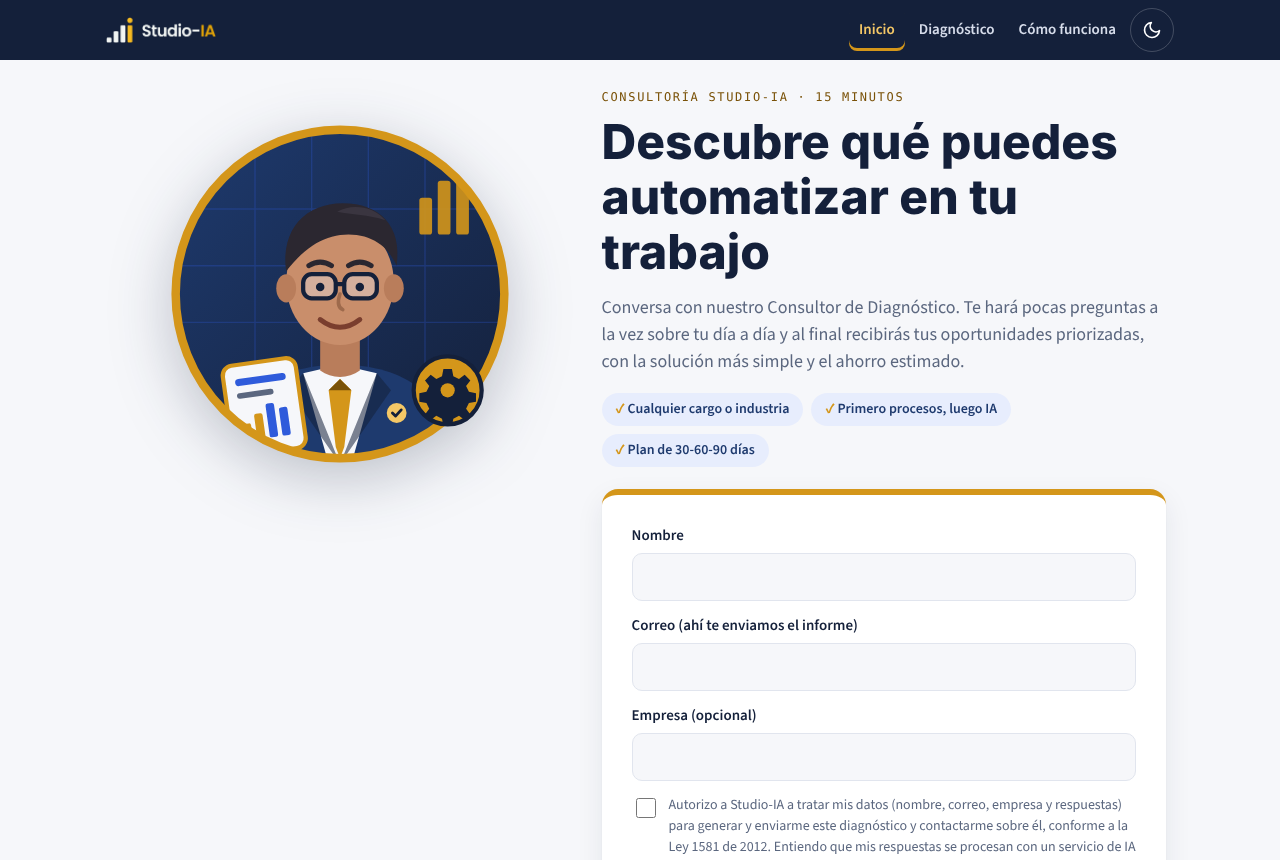 Studio-IA
Inicio
Diagnóstico
Cómo funciona
CONSULTORÍA STUDIO-IA · 15 MINUTOS
Descubre qué puedes
automatizar en tu
trabajo
Conversa con nuestro Consultor de Diagnóstico. Te hará pocas preguntas a
la vez sobre tu día a día y al final recibirás tus oportunidades priorizadas,
con la solución más simple y el ahorro estimado.
✓ Cualquier cargo o industria
✓ Primero procesos, luego IA
✓ Plan de 30-60-90 días
Nombre
Correo (ahí te enviamos el informe)
Empresa (opcional)
Autorizo a Studio-IA a tratar mis datos (nombre, correo, empresa y respuestas)
para generar y enviarme este diagnóstico y contactarme sobre él, conforme a la
Ley 1581 de 2012. Entiendo que mis respuestas se procesan con un servicio de IA